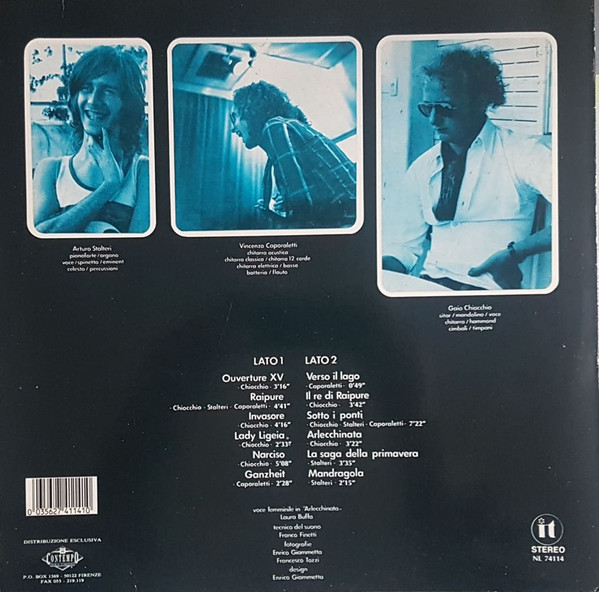 Arturo Stalteri
pianoforte/organo
voce/spinetta/eminent
celesta/percussioni
Vincenzo Caporaletti
chitarra acustica
chitarra classica/chitarra 12 corde
chitarra elettrica/basso
batteria/flauto
Gaio Chiocchio
sitar/mandolino/voce
chitarra/hammond
cimbali/timpani
LATO 1
Ouverture XV
·Chiocchio· 3'16"
Raipure
·Chiocchio·Stalteri·Caporaletti· 4'41"
Invasore
·Chiocchio· 4'16"
Lady Ligeia
·Chiocchio· 2'33"
Narciso
·Chiocchio· 5'08"
Ganzheit
·Caporaletti· 2'28"
LATO 2
Verso il lago
·Caporaletti· 0'49"
Il re di Raipure
·Chiocchio· 3'42"
Sotto i ponti
·Chiocchio·Stalteri·Caporaletti· 7'22"
Arlecchinata
·Chiocchio· 3'22"
La saga della primavera
·Stalteri· 3'35"
Mandragola
·Stalteri· 2'15"
voce femminile in "Arlecchinata"
Laura Buffa
tecnico del suono
Franco Finetti
fotografie
Enrico Giammetta
Francesco Tozzi
design
Enrico Giammetta
0 035627 411410
DISTRIBUZIONE ESCLUSIVA
CONTEMPO
P.O. BOX 1369 - 50122 FIRENZE
FAX 055 - 219.119
it
STEREO
NL 74114